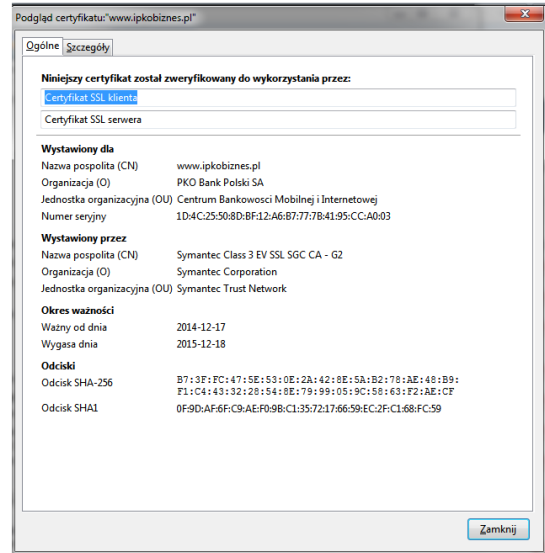 Podgląd certyfikatu:"www.ipkobiznes.pl"
Ogólne Szczegóły
Niniejszy certyfikat został zweryfikowany do wykorzystania przez:
Certyfikat SSL klienta
Certyfikat SSL serwera
Wystawiony dla
Nazwa pospolita (CN) www.ipkobiznes.pl
Organizacja (O) PKO Bank Polski SA
Jednostka organizacyjna (OU) Centrum Bankowosci Mobilnej i Internetowej
Numer seryjny 1D:4C:25:50:8D:BF:12:A6:B7:77:7B:41:95:CC:A0:03
Wystawiony przez
Nazwa pospolita (CN) Symantec Class 3 EV SSL SGC CA - G2
Organizacja (O) Symantec Corporation
Jednostka organizacyjna (OU) Symantec Trust Network
Okres ważności
Ważny od dnia 2014-12-17
Wygasa dnia 2015-12-18
Odciski
Odcisk SHA-256 B7:3F:FC:47:5E:53:0E:2A:42:8E:5A:B2:78:AE:48:B9:
F1:C4:43:32:28:54:8E:79:99:05:9C:58:63:F2:AE:CF
Odcisk SHA1 0F:9D:AF:6F:C9:AE:F0:9B:C1:35:72:17:66:59:EC:2F:C1:68:FC:59
Zamknij